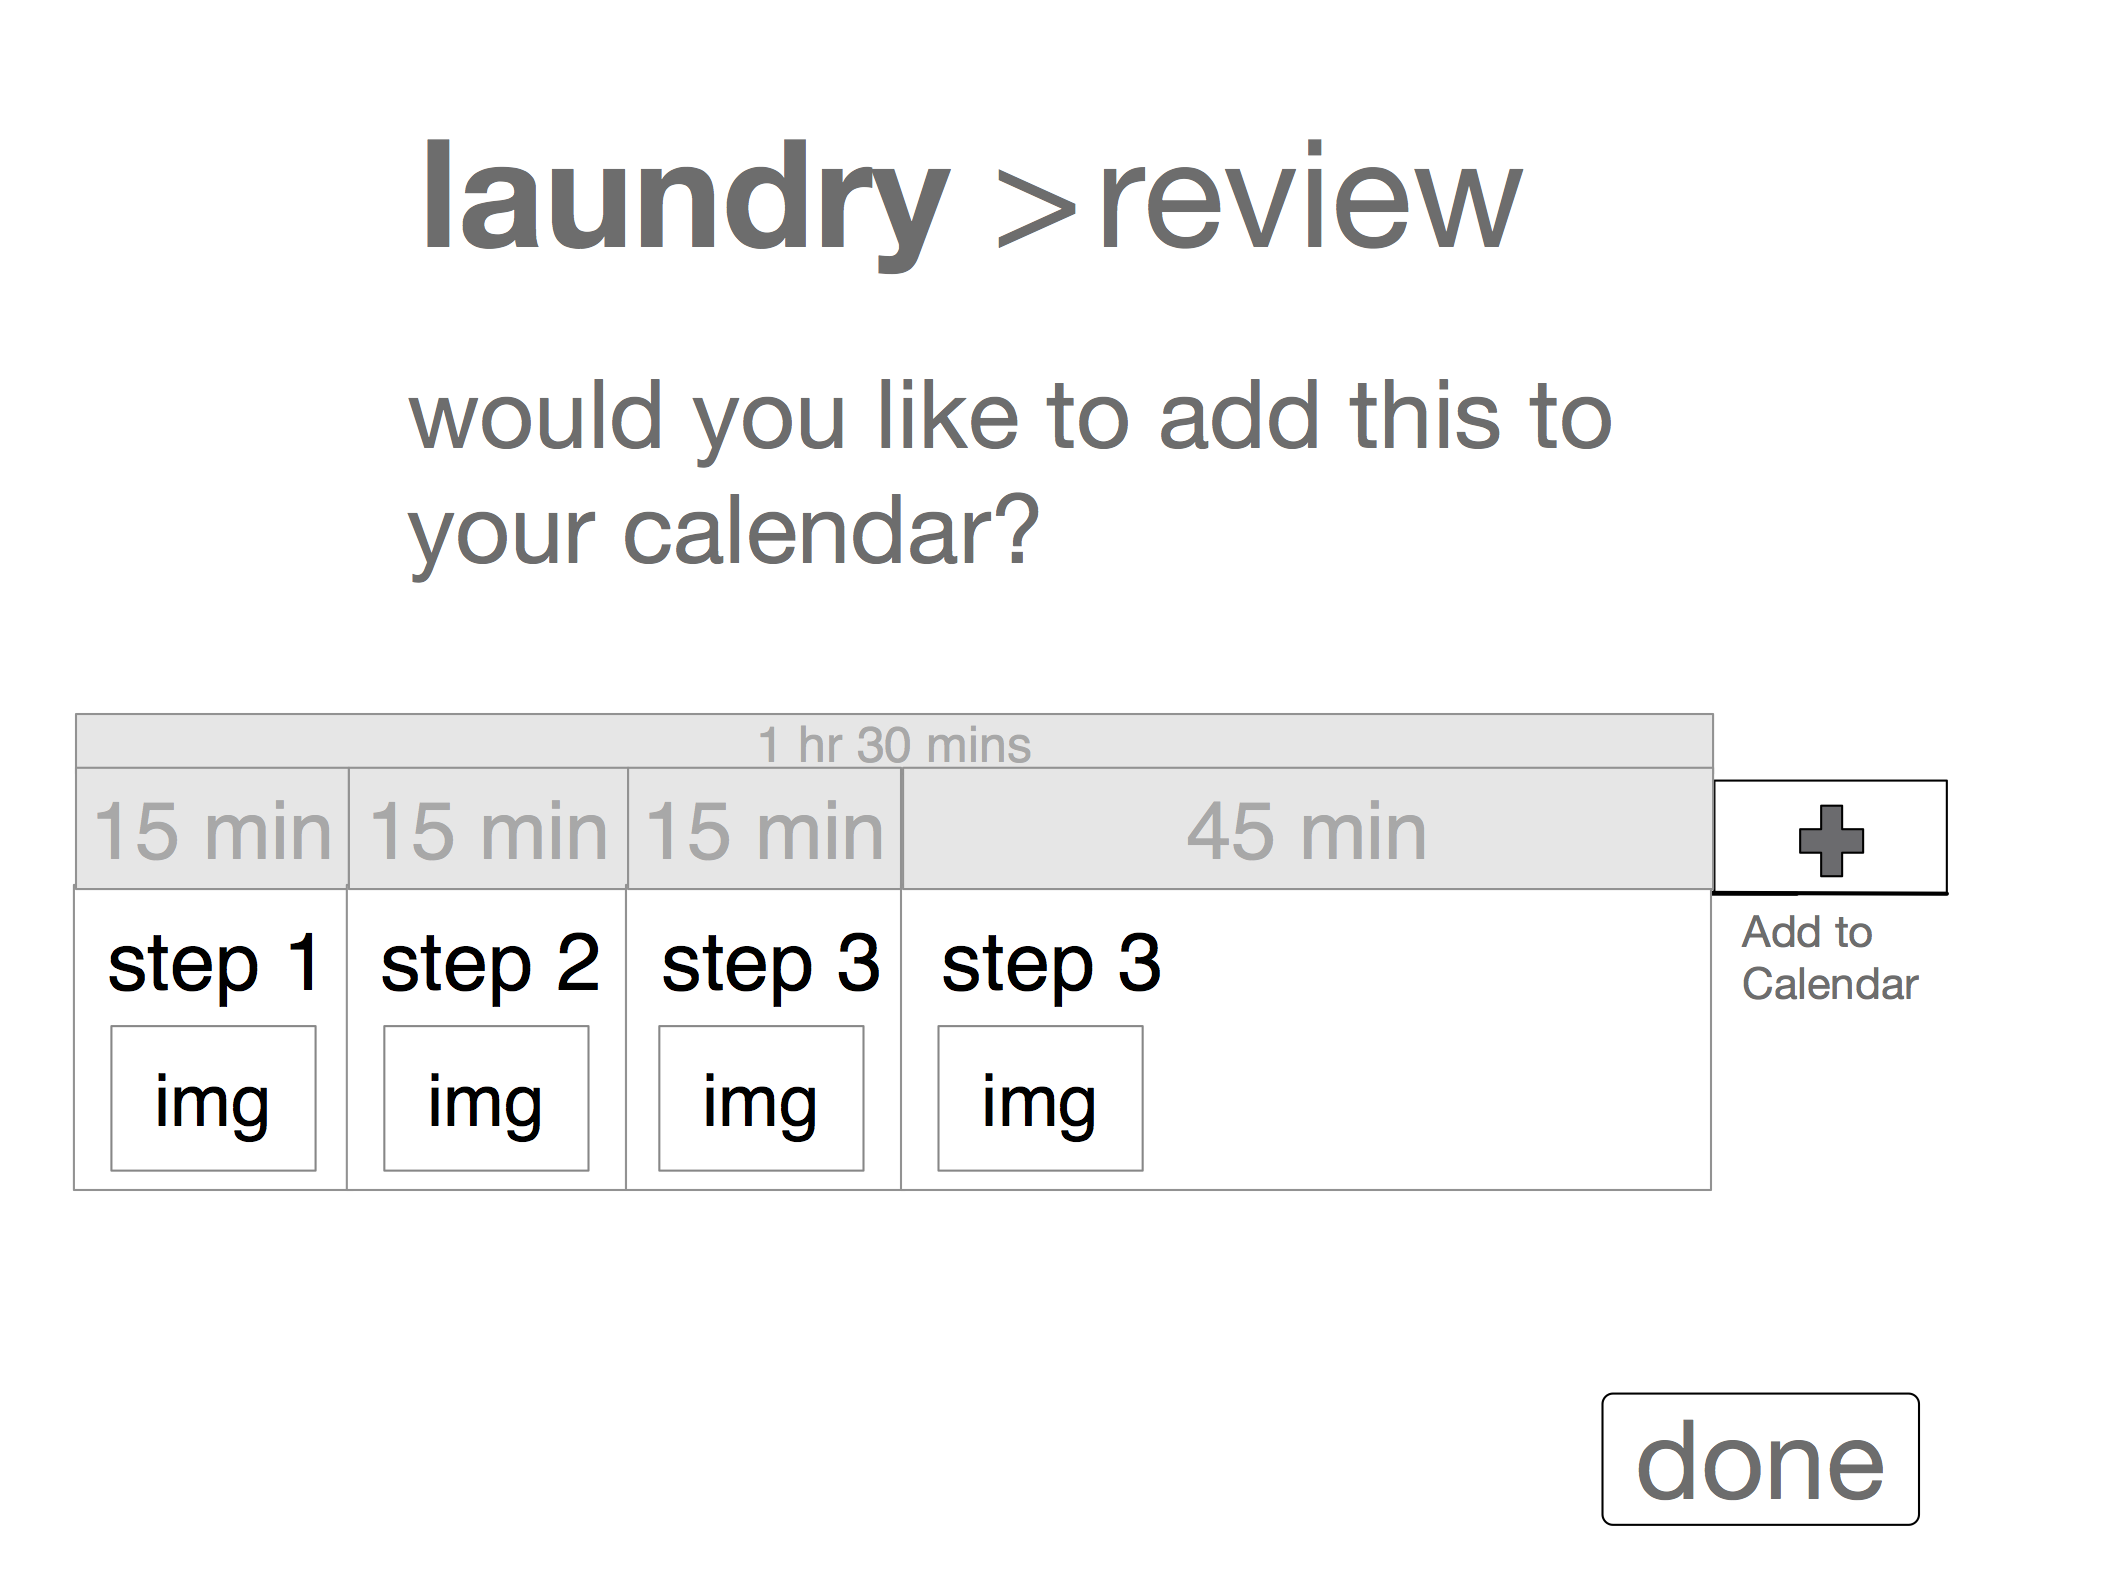 laundry >review
would you like to add this to
your calendar?
1 hr 30 mins
15 min 15 min 15 min 45 min
step 1 step 2 step 3 step 3
img img img img
Add to
Calendar
done